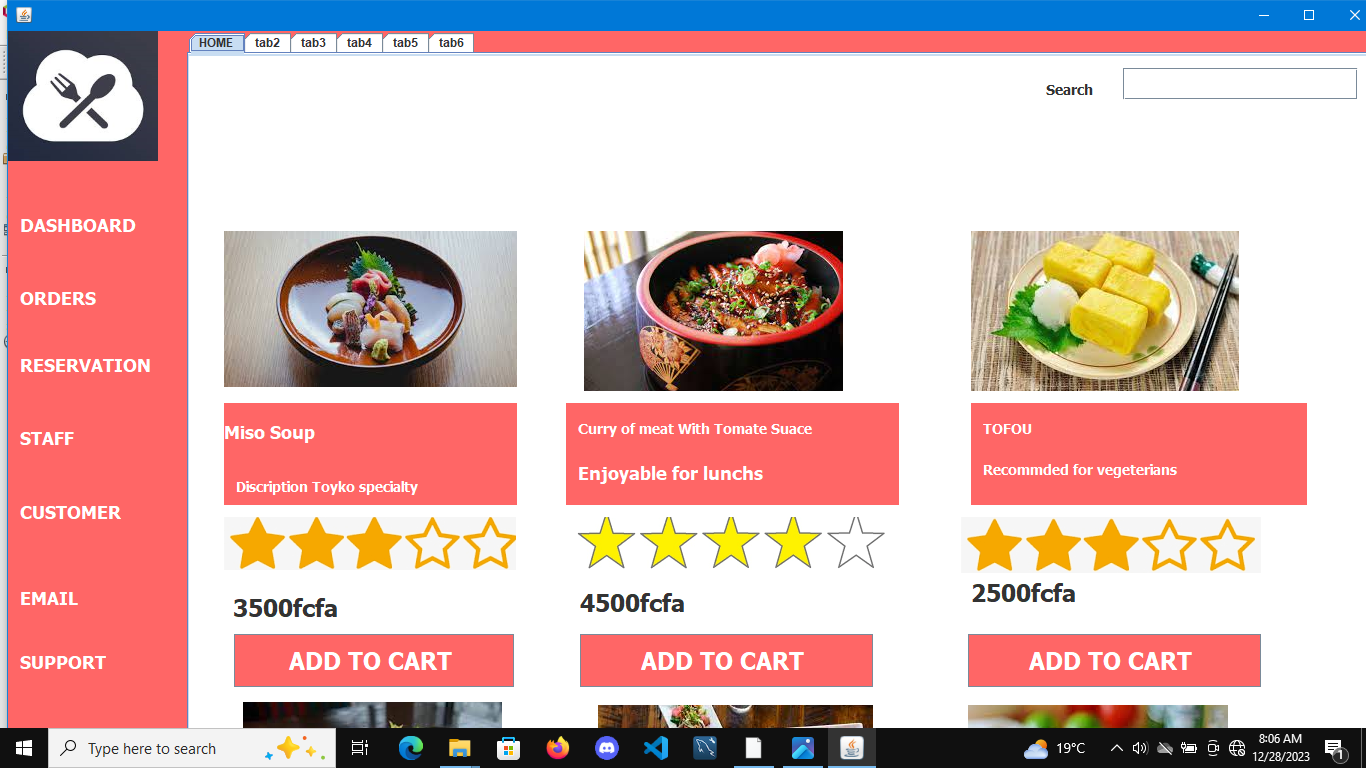 HOME tab2 tab3 tab4 tab5 tab6
Search
DASHBOARD
ORDERS
RESERVATION
STAFF
CUSTOMER
EMAIL
SUPPORT
Miso Soup
Discription Toyko specialty
Curry of meat With Tomate Suace
Enjoyable for lunchs
TOFOU
Recommded for vegeterians
3500fcfa
4500fcfa
2500fcfa
ADD TO CART
ADD TO CART
ADD TO CART
Type here to search
19°C
8:06 AM
12/28/2023
1